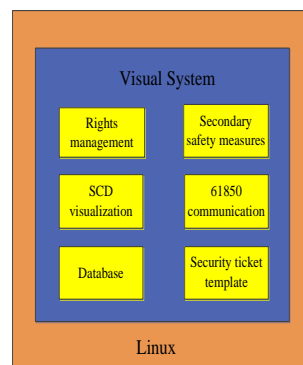 Visual System
Rights
management
Secondary
safety measures
SCD
visualization
61850
communication
Database
Security ticket
template
Linux